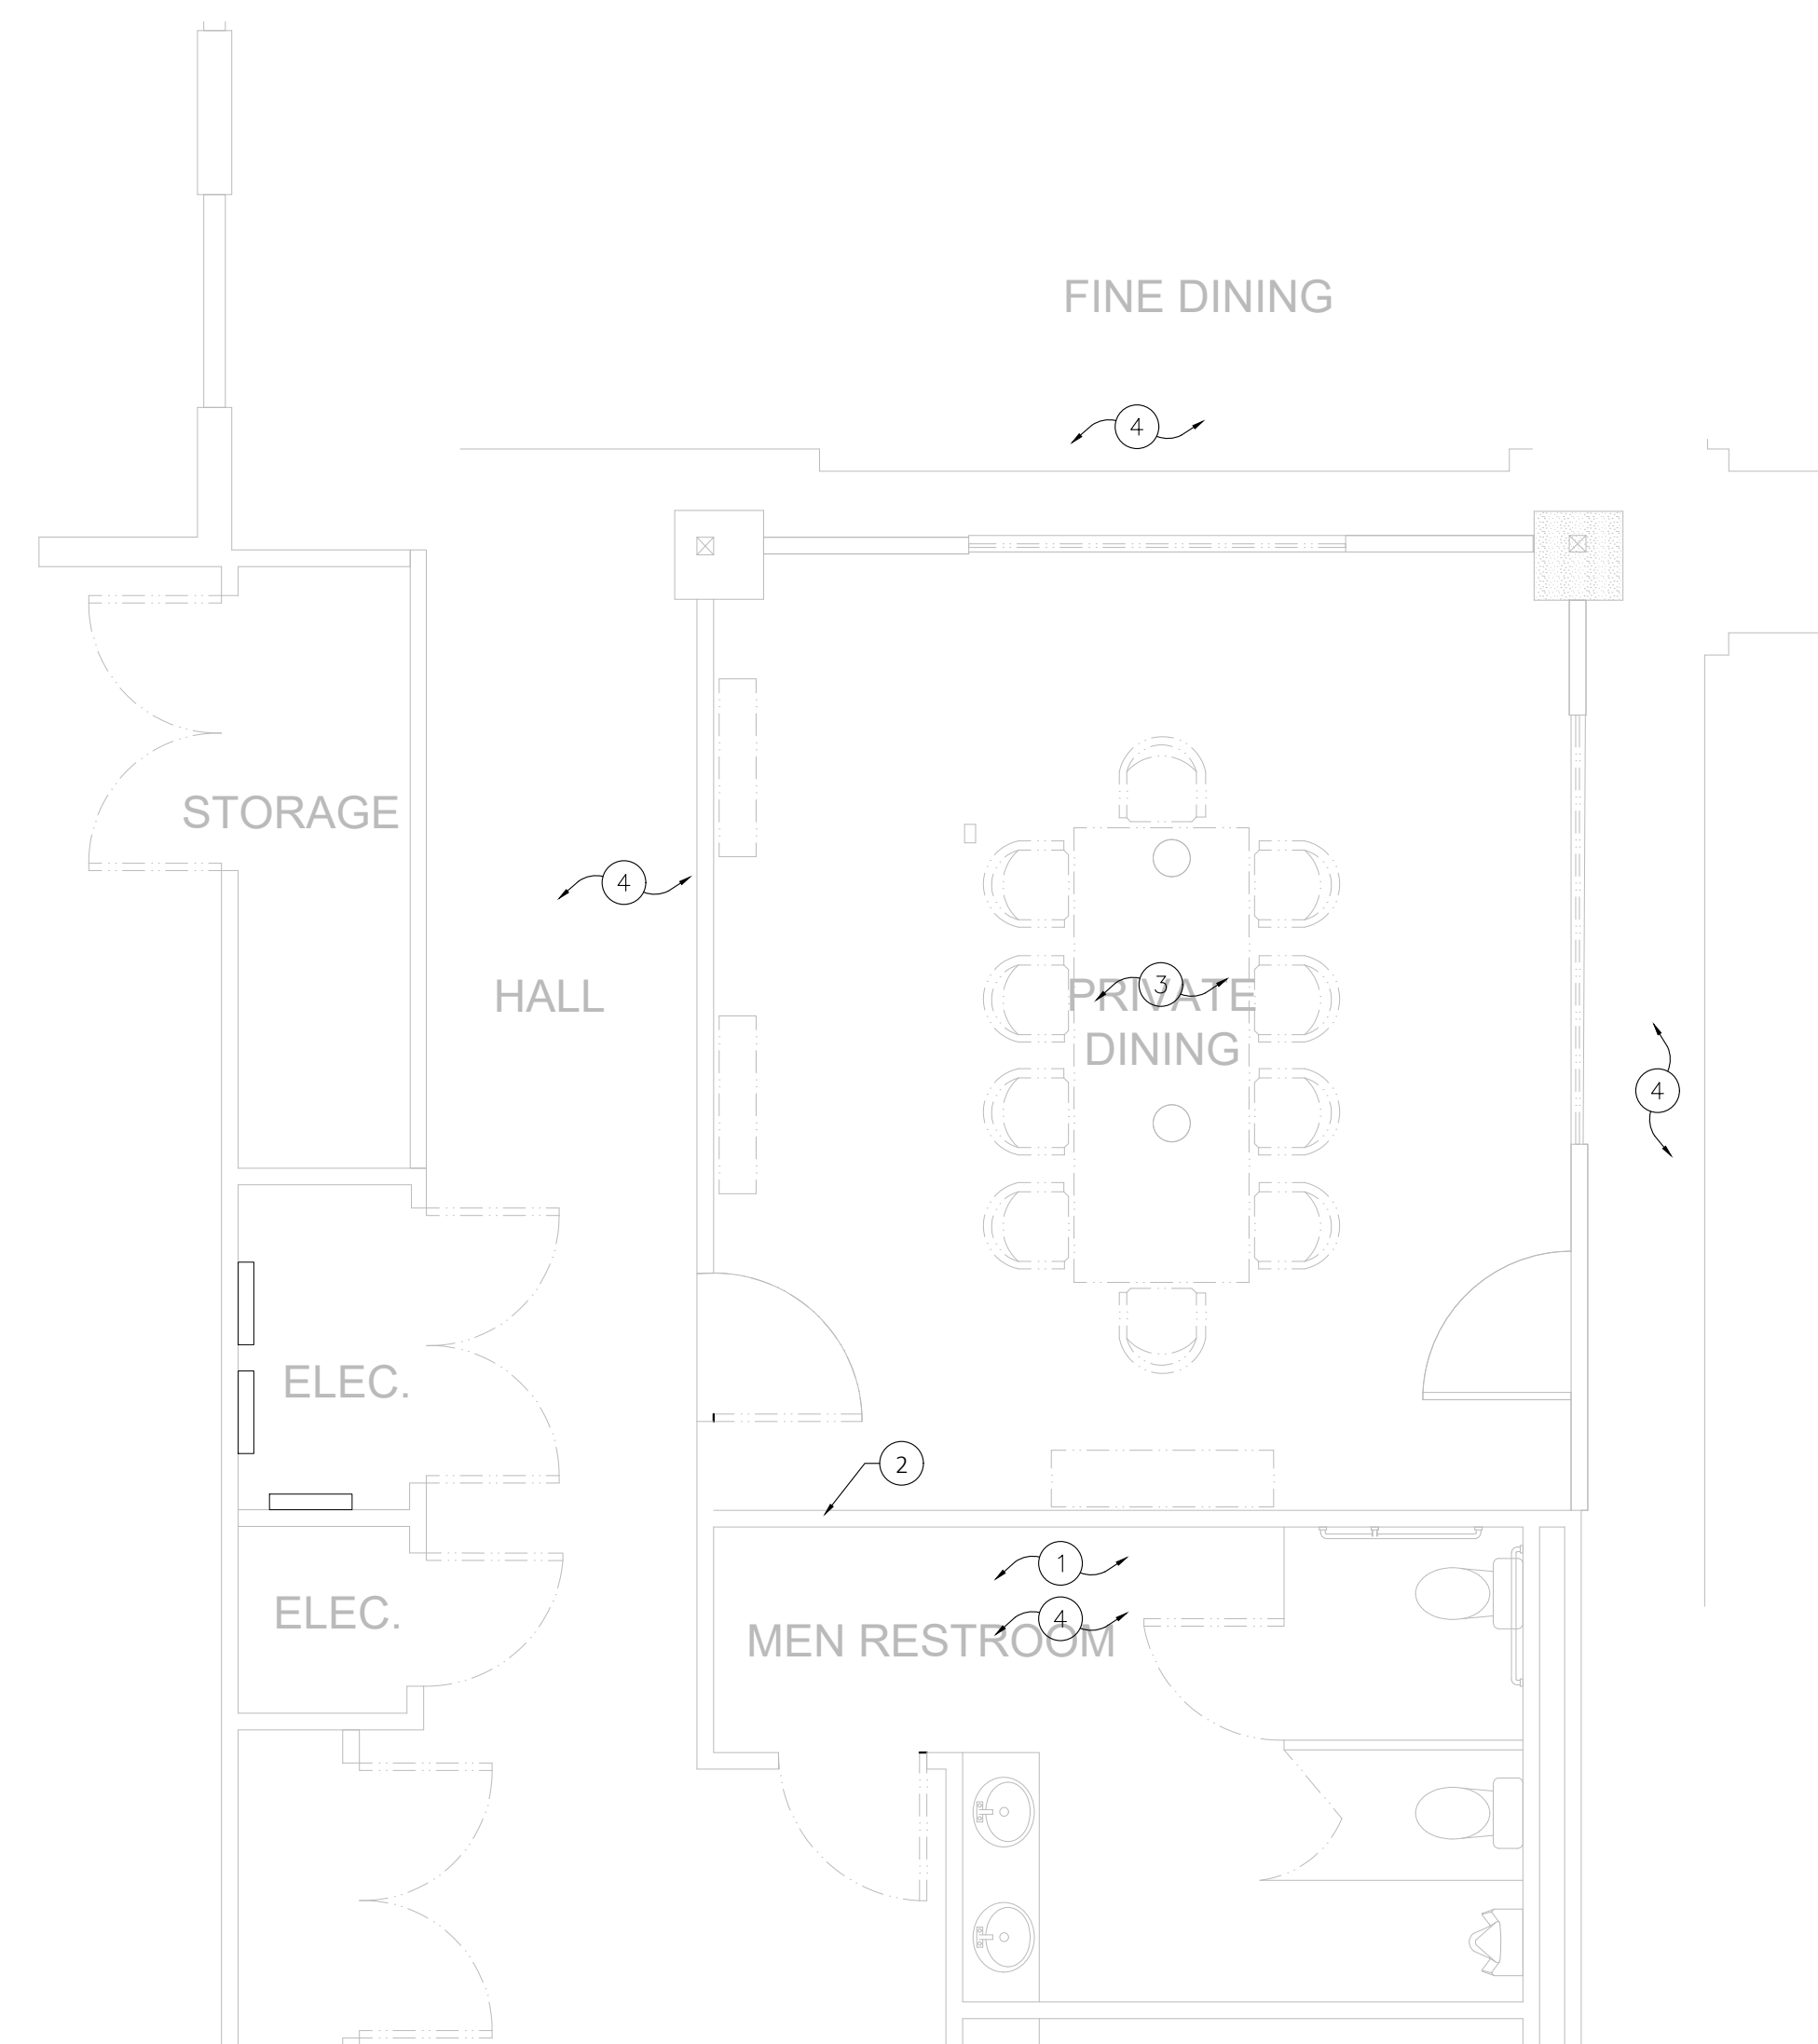 FINE DINING
4
STORAGE
4
HALL
3
PRIVATE
DINING
4
ELEC.
2
1
ELEC.
4
MEN RESTROOM